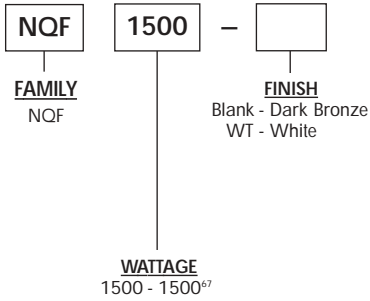 NQF 1500 –
FAMILY
NQF
FINISH
Blank - Dark Bronze
WT - White
WATTAGE
1500 - 1500⁶⁷